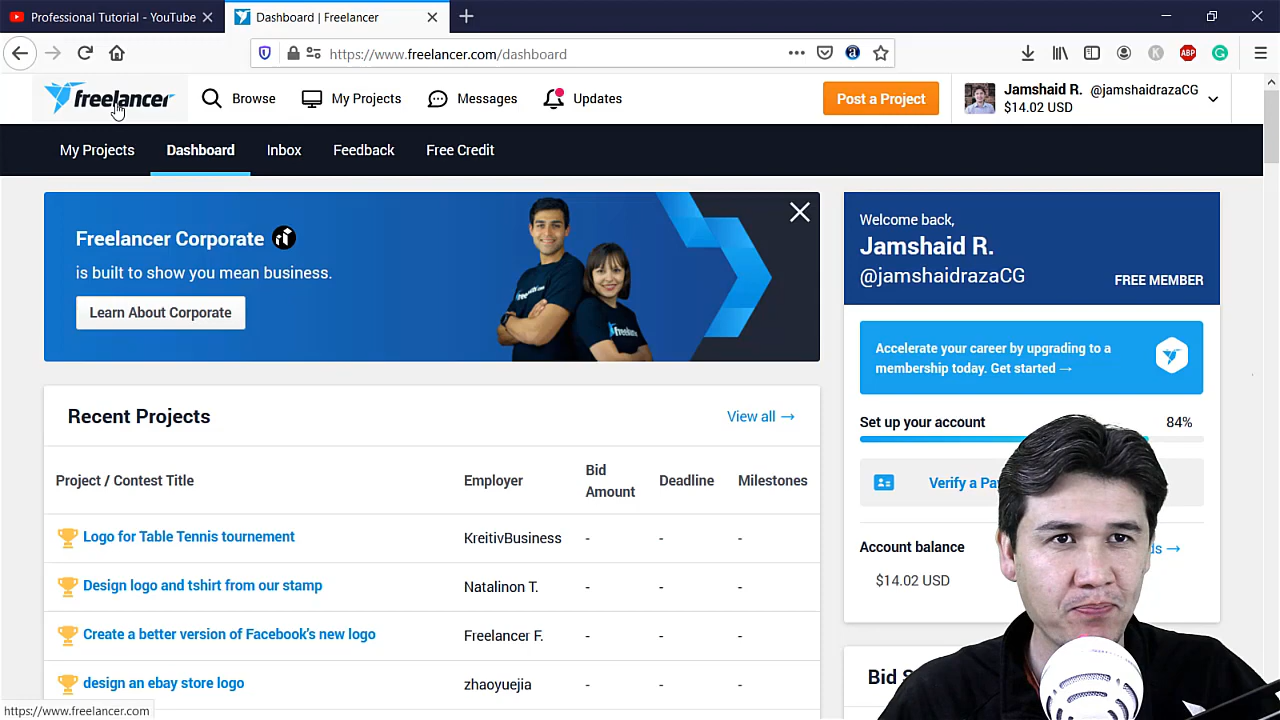 Professional Tutorial - YouTube
Dashboard | Freelancer
https://www.freelancer.com/dashboard
K
ABP
G
freelancer
Browse
My Projects
Messages
Updates
Post a Project
Jamshaid R. @jamshaidrazaCG
$14.02 USD
My Projects
Dashboard
Inbox
Feedback
Free Credit
Freelancer Corporate
is built to show you mean business.
Learn About Corporate
Welcome back,
Jamshaid R.
@jamshaidrazaCG
FREE MEMBER
Accelerate your career by upgrading to a
membership today. Get started →
Set up your account 84%
Verify a
Account balance
$14.02 USD
Recent Projects
View all →
Project / Contest Title
Employer
Bid
Amount
Deadline
Milestones
Logo for Table Tennis tournement KreitivBusiness - - -
Design logo and tshirt from our stamp Natalinon T. - - -
Create a better version of Facebook's new logo Freelancer F. - - -
design an ebay store logo zhaoyuejia - - -
Bid
https://www.freelancer.com